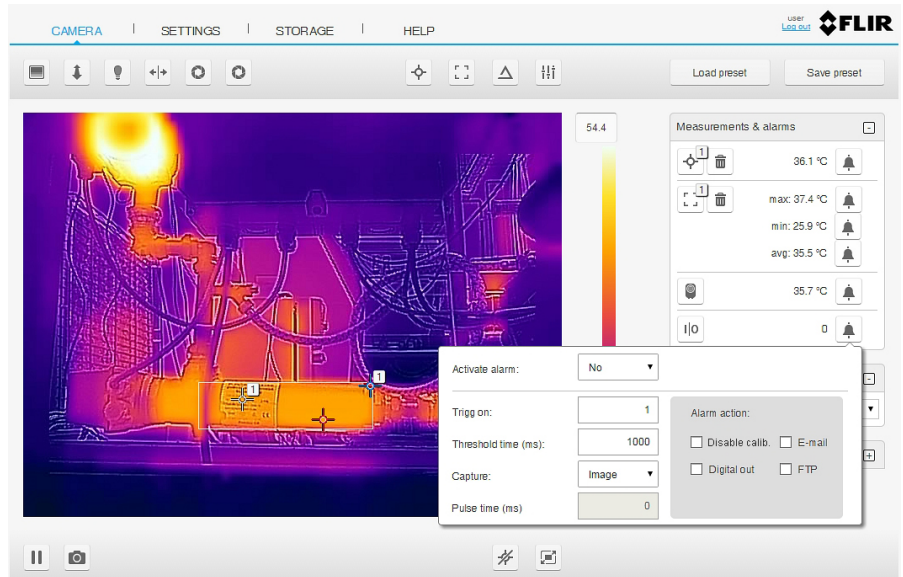 CAMERA SETTINGS STORAGE HELP
user
Log out
FLIR
Load preset Save preset
54.4
Measurements & alarms
1
36.1 °C
1
max: 37.4 °C
min: 25.9 °C
avg: 35.5 °C
35.7 °C
I|O 0
1
1
Activate alarm: No
Trigg on: 1
Threshold time (ms): 1000
Capture: Image
Pulse time (ms) 0
Alarm action:
Disable calib. E-mail
Digital out FTP